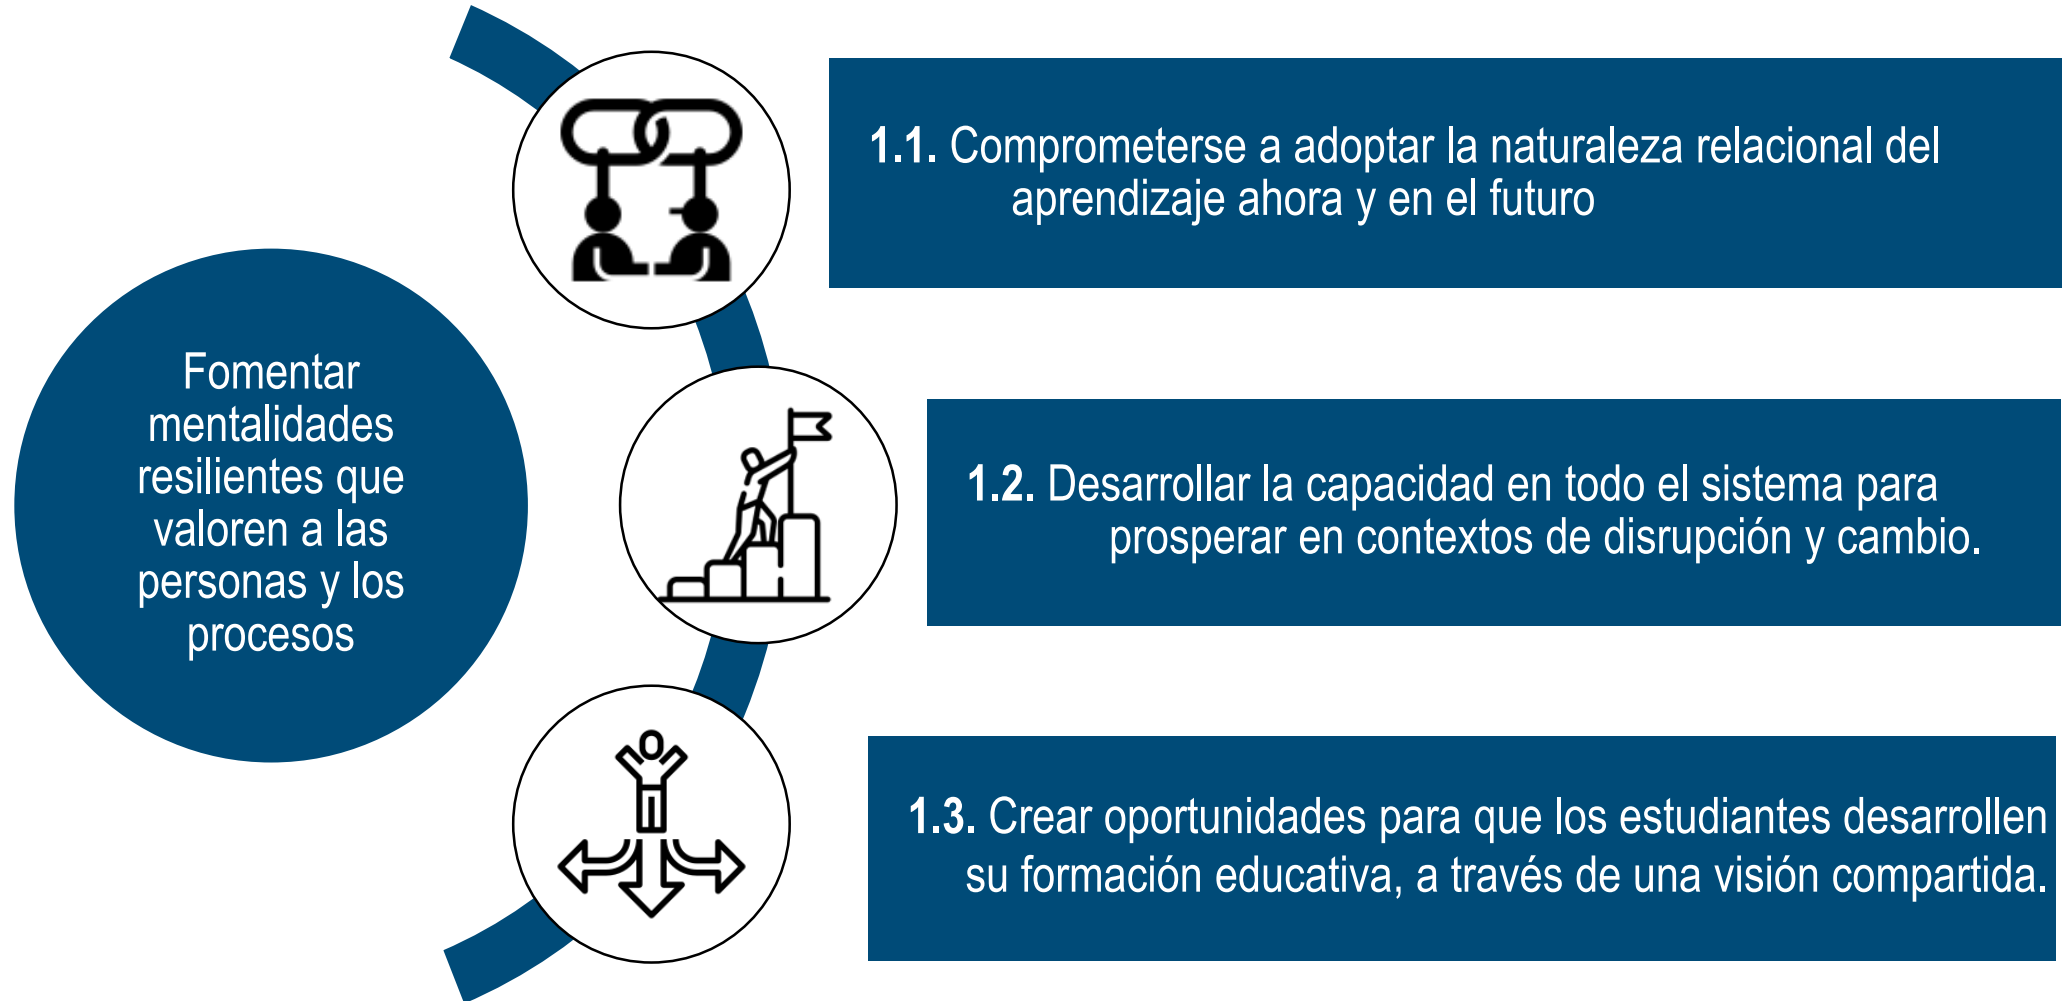 Fomentar
mentalidades
resilientes que
valoren a las
personas y los
procesos
1.1. Comprometerse a adoptar la naturaleza relacional del
aprendizaje ahora y en el futuro
1.2. Desarrollar la capacidad en todo el sistema para
prosperar en contextos de disrupción y cambio.
1.3. Crear oportunidades para que los estudiantes desarrollen
su formación educativa, a través de una visión compartida.